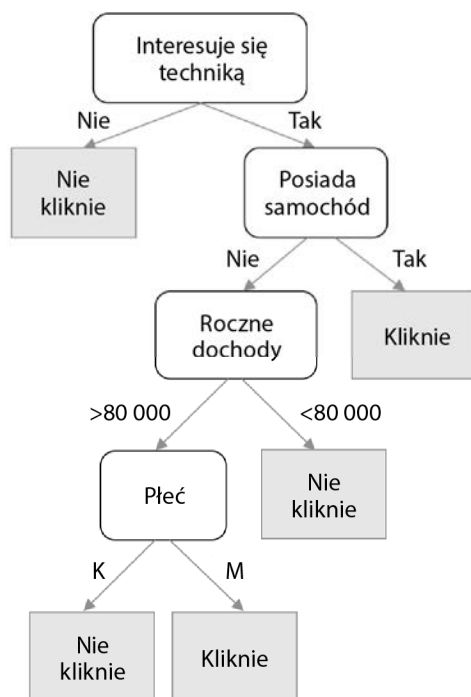 Interesuje się
techniką
Nie
Tak
Nie
kliknie
Posiada
samochód
Nie
Tak
Roczne
dochody
Kliknie
>80 000
<80 000
Płeć
Nie
kliknie
K
M
Nie
kliknie
Kliknie